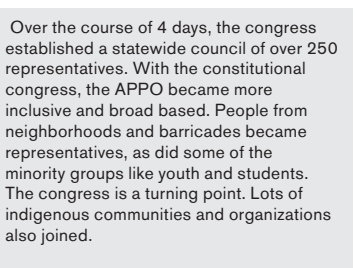 Over the course of 4 days, the congress
established a statewide council of over 250
representatives. With the constitutional
congress, the APPO became more
inclusive and broad based. People from
neighborhoods and barricades became
representatives, as did some of the
minority groups like youth and students.
The congress is a turning point. Lots of
indigenous communities and organizations
also joined.